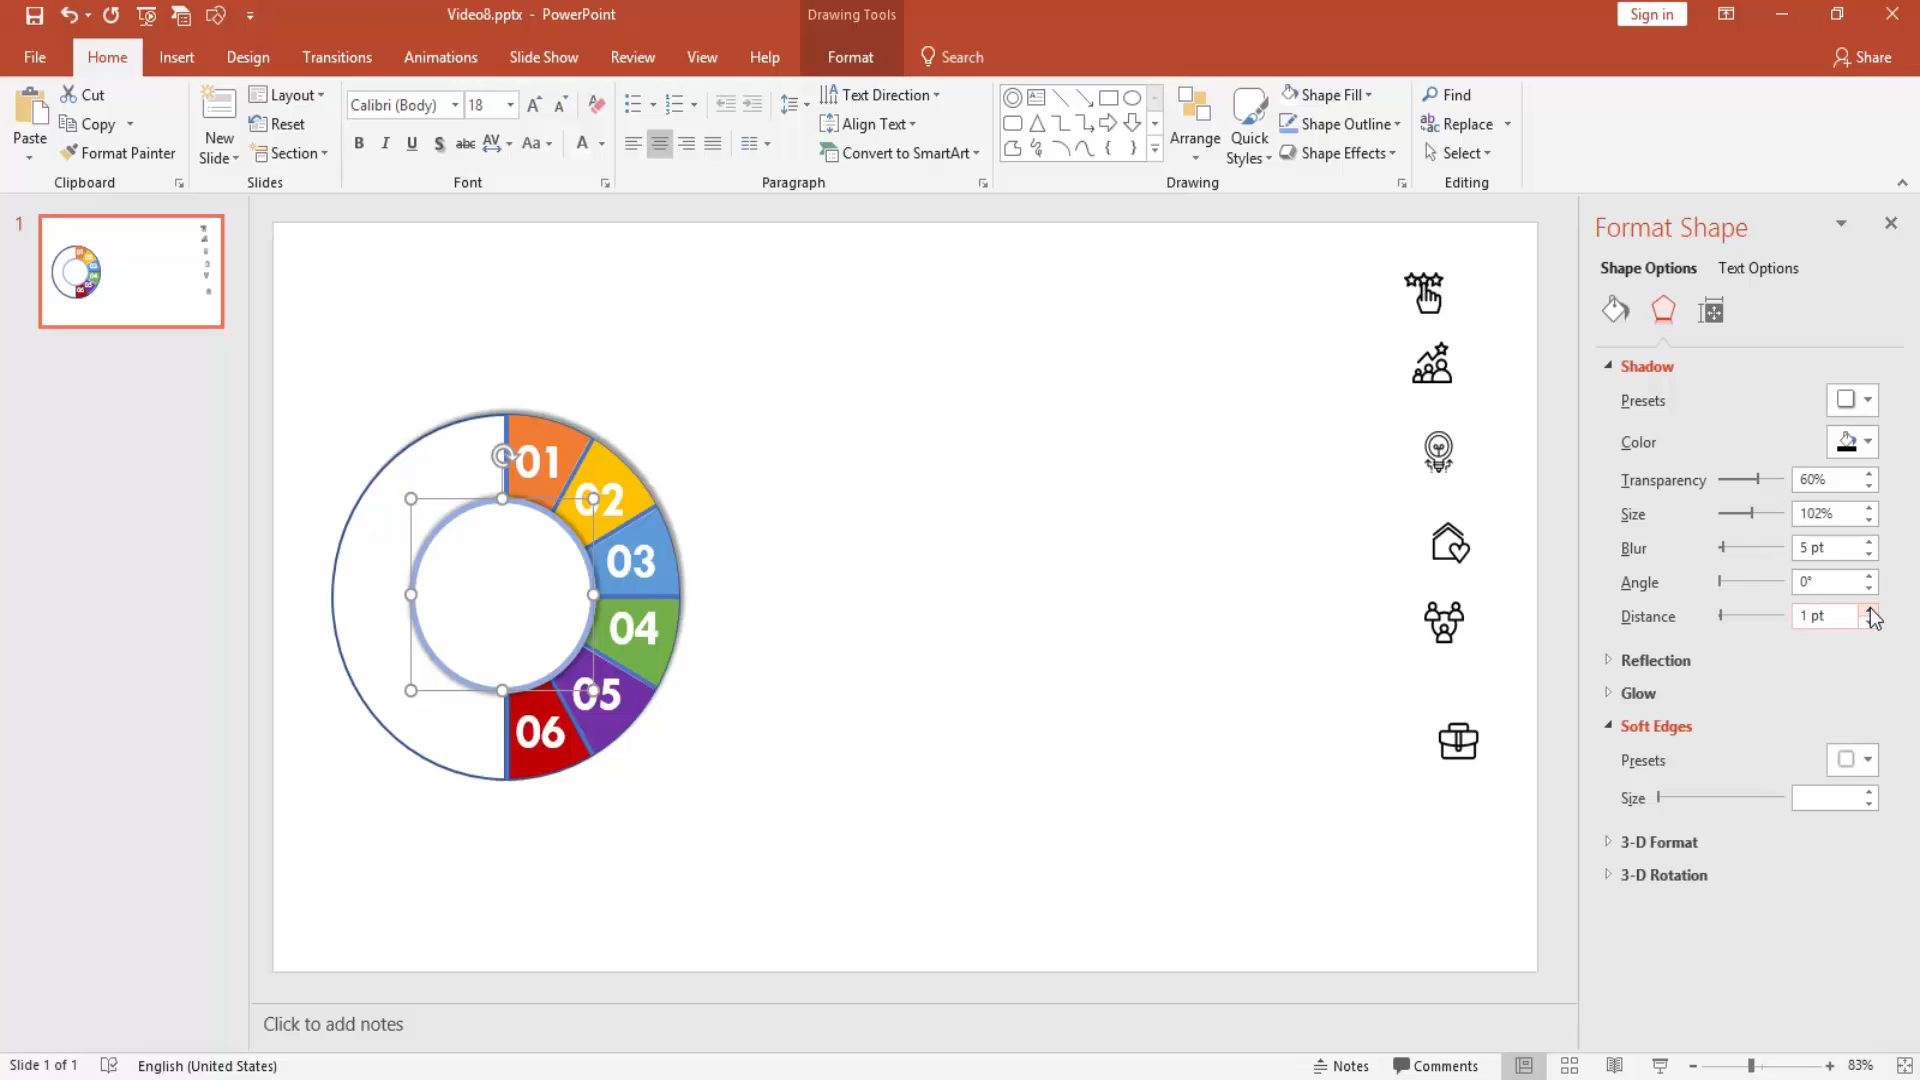 Video8.pptx - PowerPoint
Drawing Tools
Sign in
File
Home
Insert
Design
Transitions
Animations
Slide Show
Review
View
Help
Format
Search
Share
Paste
Cut
Copy
Format Painter
Clipboard
New
Slide
Layout
Reset
Section
Slides
Calibri (Body)
18
B I U S abc AV Aa A
Font
Text Direction
Align Text
Convert to SmartArt
Paragraph
Arrange
Quick
Styles
Shape Fill
Shape Outline
Shape Effects
Drawing
Find
Replace
Select
Editing
1
01
02
03
04
05
06
Format Shape
Shape Options
Text Options
Shadow
Presets
Color
Transparency 60%
Size 102%
Blur 5 pt
Angle 0°
Distance 1 pt
Reflection
Glow
Soft Edges
Presets
Size
3-D Format
3-D Rotation
Click to add notes
Slide 1 of 1
English (United States)
Notes
Comments
83%